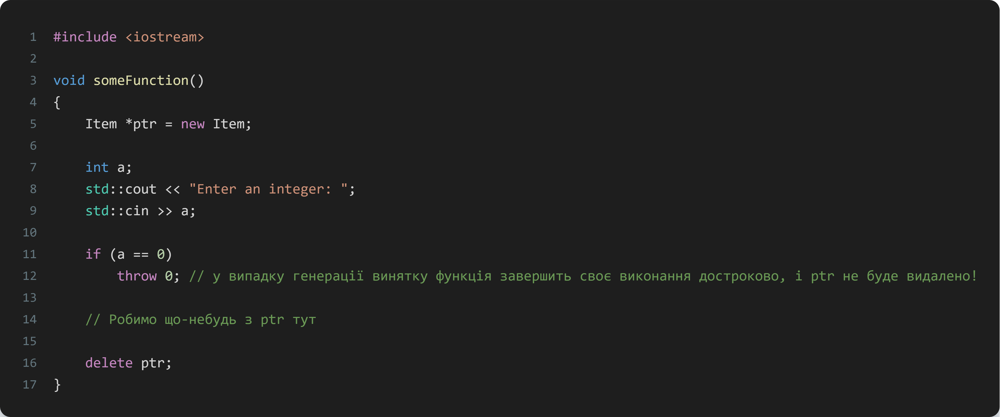 1 #include <iostream>
2
3 void someFunction()
4 {
5     Item *ptr = new Item;
6
7     int a;
8     std::cout << "Enter an integer: ";
9     std::cin >> a;
10
11     if (a == 0)
12         throw 0; // у випадку генерації винятку функція завершить своє виконання достроково, і ptr не буде видалено!
13
14     // Робимо що-небудь з ptr тут
15
16     delete ptr;
17 }